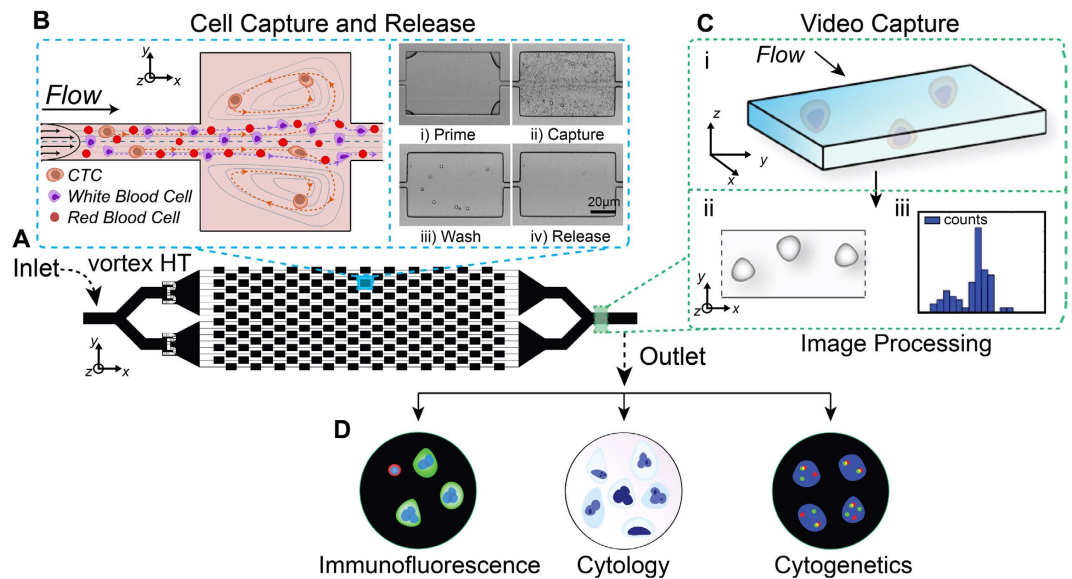 B
Cell Capture and Release
y
z
x
Flow
CTC
White Blood Cell
Red Blood Cell
i) Prime
ii) Capture
iii) Wash
20µm
iv) Release
C
Video Capture
i
Flow
z
y
x
ii
y
z
x
iii
counts
Image Processing
A
Inlet
vortex HT
y
z
x
Outlet
D
Immunofluorescence
Cytology
Cytogenetics